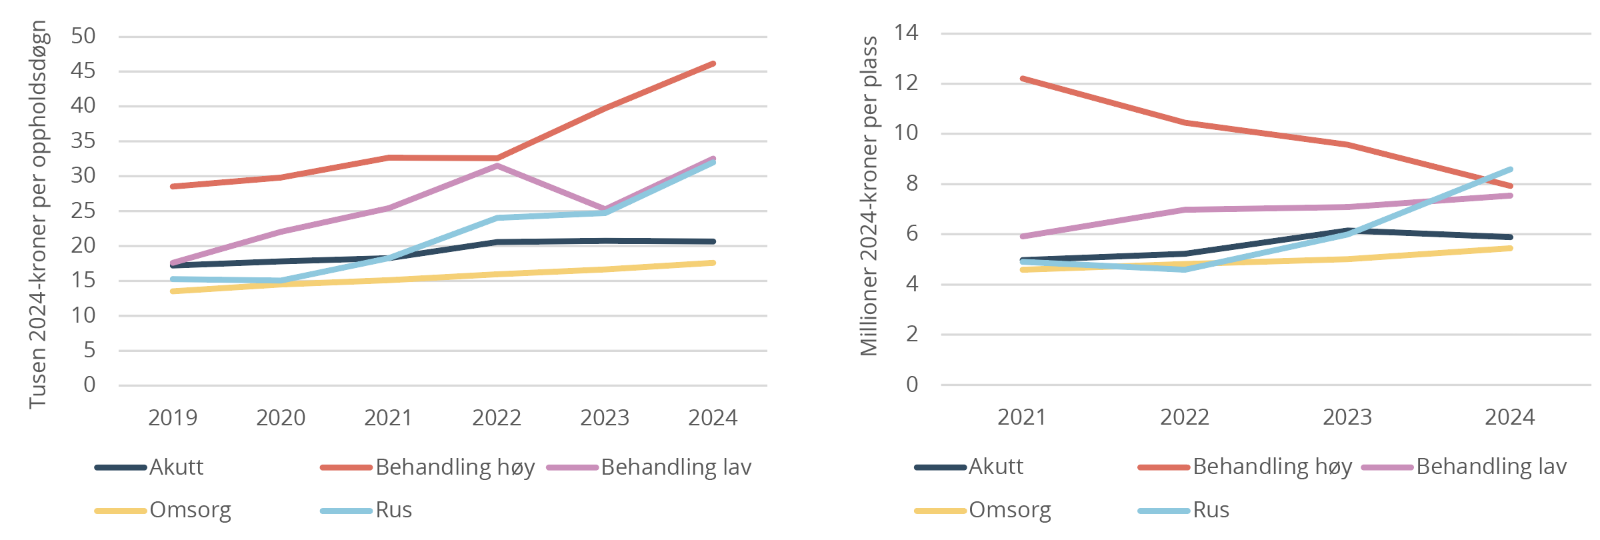 Tusen 2024-kroner per oppholdsdøgn
50
45
40
35
30
25
20
15
10
5
0
2019 2020 2021 2022 2023 2024
Akutt Behandling høy Behandling lav
Omsorg Rus
Millioner 2024-kroner per plass
14
12
10
8
6
4
2
0
2021 2022 2023 2024
Akutt Behandling høy Behandling lav
Omsorg Rus